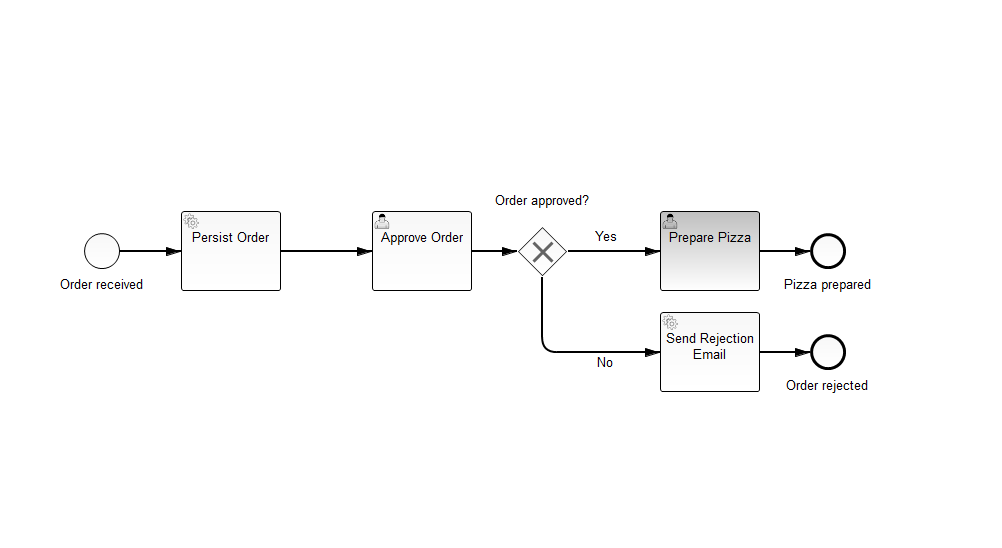 Order approved?
Persist Order
Approve Order
Yes
Prepare Pizza
Order received
Pizza prepared
Send Rejection
Email
No
Order rejected